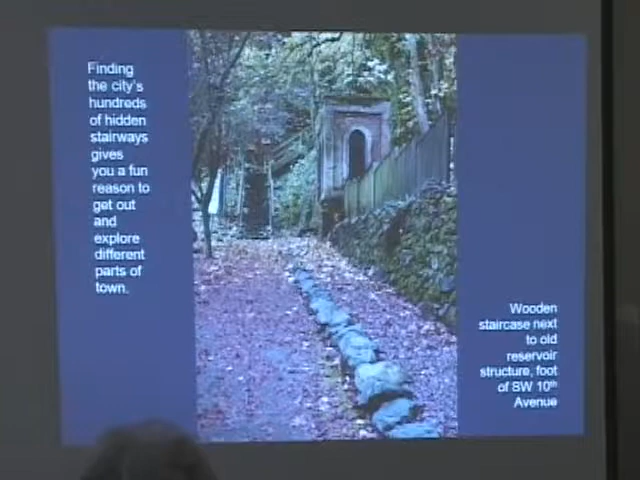 Finding
the city's
hundreds
of hidden
stairways
gives
you a fun
reason to
get out
and
explore
different
parts of
town.
Wooden
staircase next
to old
reservoir
structure, foot
of SW 10th
Avenue